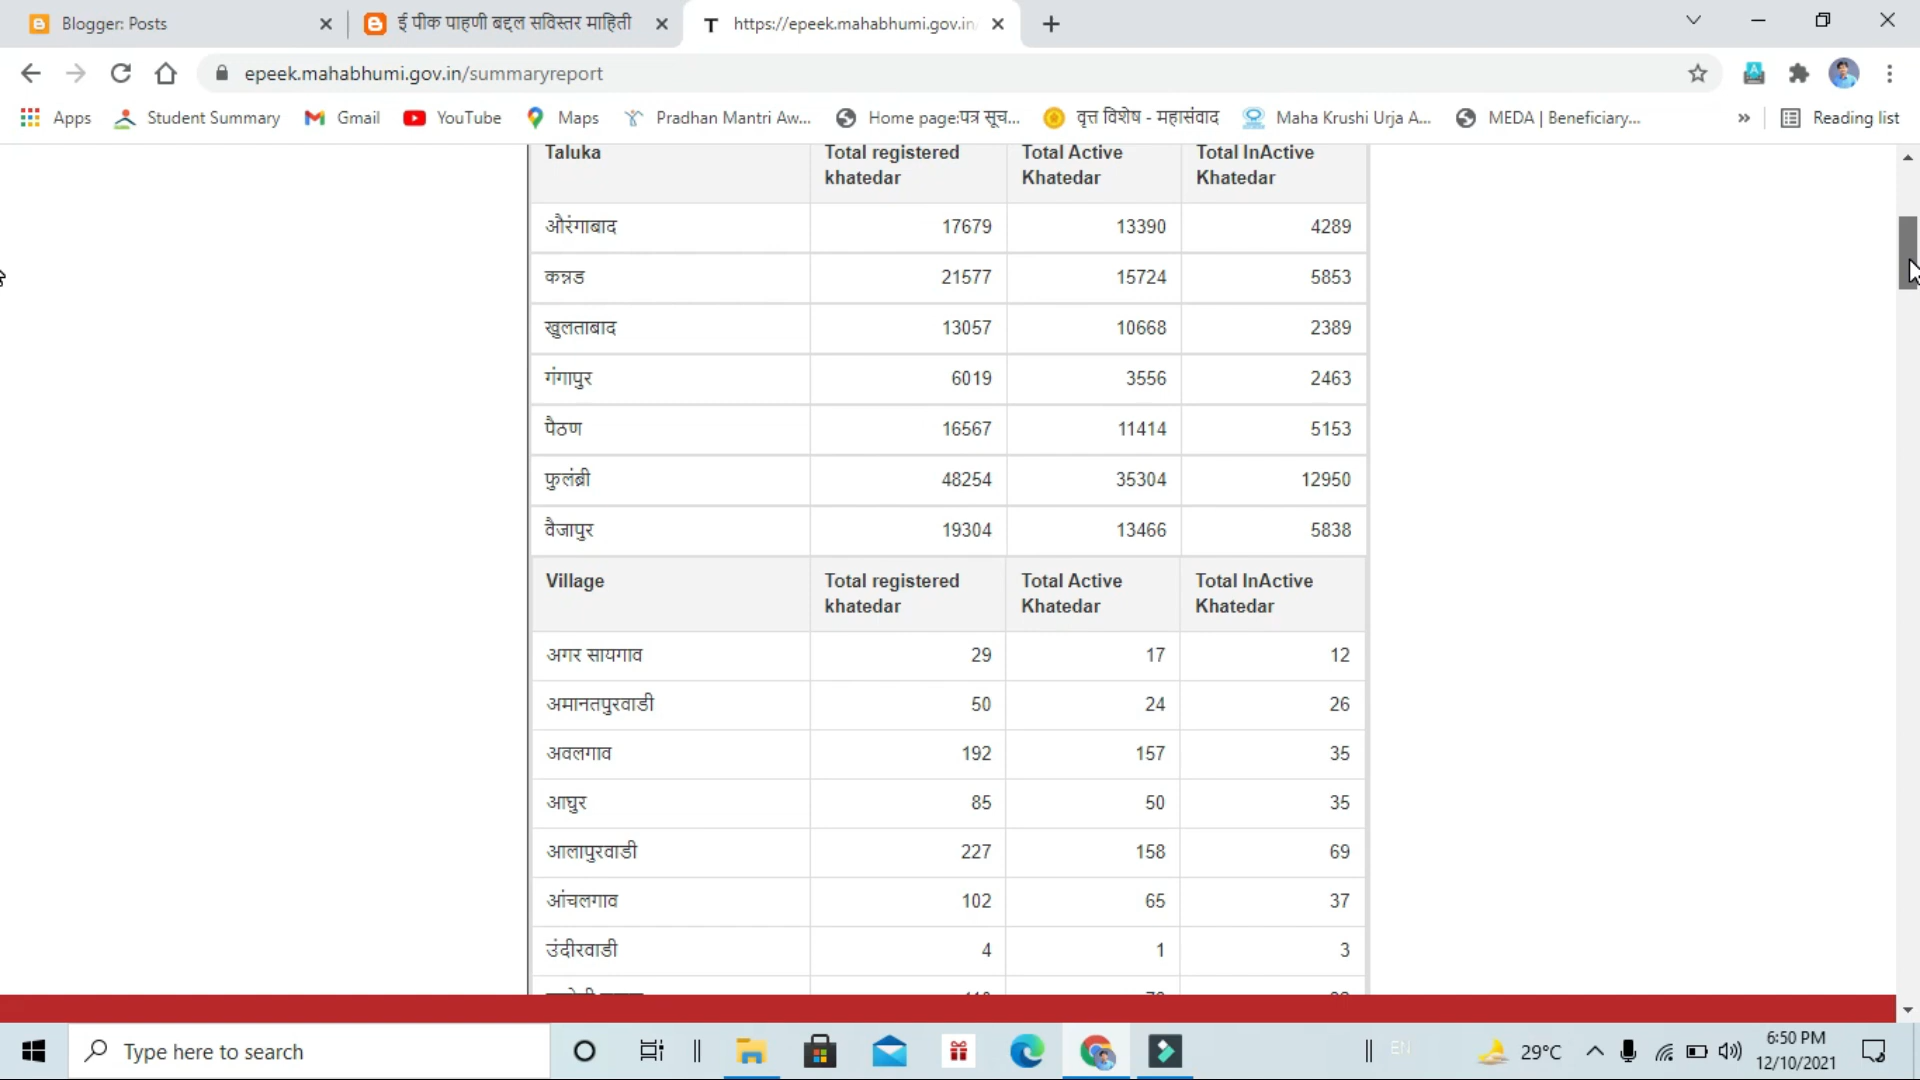 Blogger: Posts
ई पीक पाहणी बद्दल सविस्तर माहिती
https://epeek.mahabhumi.gov.in
epeek.mahabhumi.gov.in/summaryreport
Apps Student Summary Gmail YouTube Maps Pradhan Mantri Aw... Home page:पत्र सूच... वृत्त विशेष - महासंवाद Maha Krushi Urja A... MEDA | Beneficiary... » Reading list
Taluka Total registered khatedar Total Active Khatedar Total InActive Khatedar
औरंगाबाद 17679 13390 4289
कन्नड 21577 15724 5853
खुलताबाद 13057 10668 2389
गंगापुर 6019 3556 2463
पैठण 16567 11414 5153
फुलंब्री 48254 35304 12950
वैजापुर 19304 13466 5838
Village Total registered khatedar Total Active Khatedar Total InActive Khatedar
अगर सायगाव 29 17 12
अमानतपुरवाडी 50 24 26
अवलगाव 192 157 35
आघुर 85 50 35
आलापुरवाडी 227 158 69
आंचलगाव 102 65 37
उंदीरवाडी 4 1 3
Type here to search
EN
29°C
6:50 PM
12/10/2021